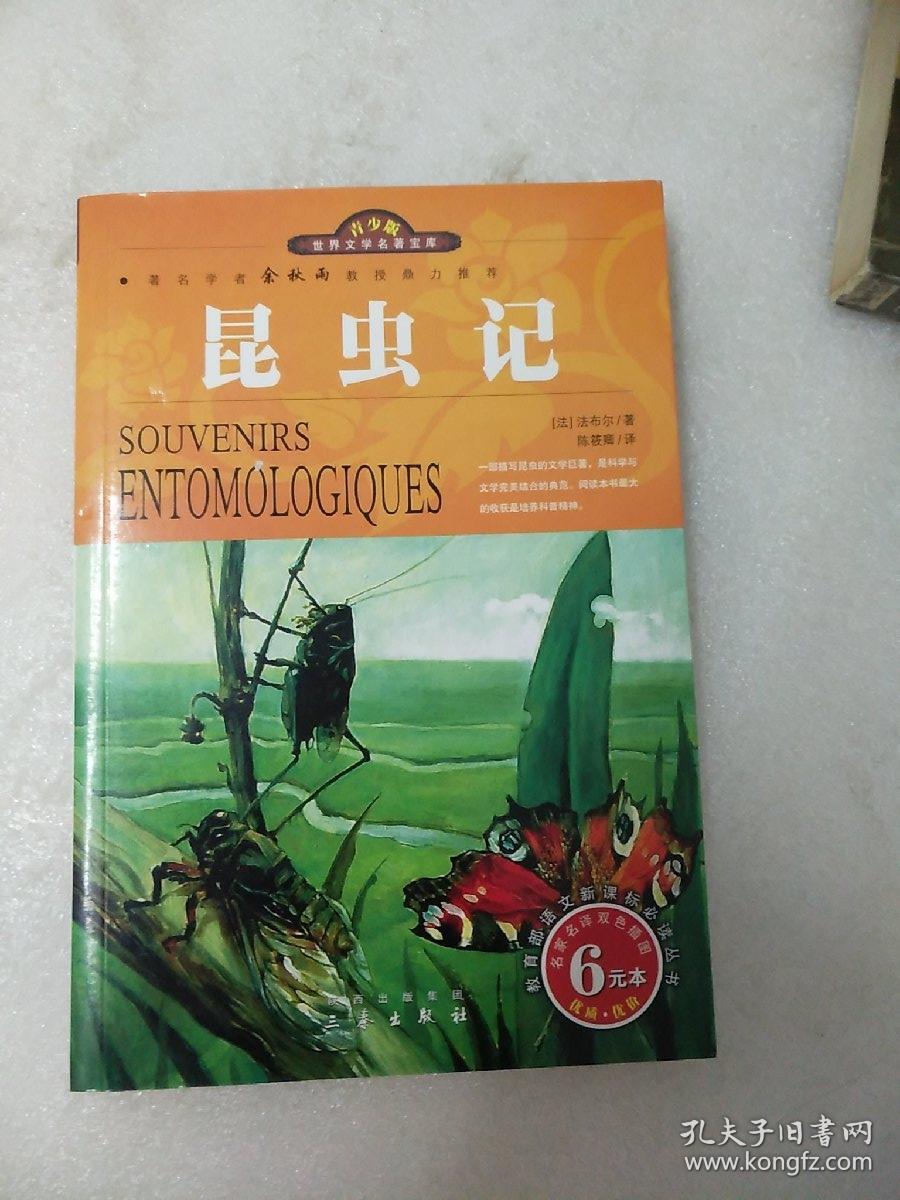 青少版
世界文学名著宝库
著名学者余秋雨教授鼎力推荐
昆虫记
[法]法布尔/著
陈筱卿/译
SOUVENIRS
ENTOMOLOGIQUES
一部描写昆虫的文学巨著，是科学与
文学完美结合的典范。阅读本书最大
的收获是培养科普精神。
教育部语文新课标必读丛书
名家名译双色插图
6元本
优质·优价
陕西出版集团
三秦出版社
孔夫子旧书网
www.kongfz.com